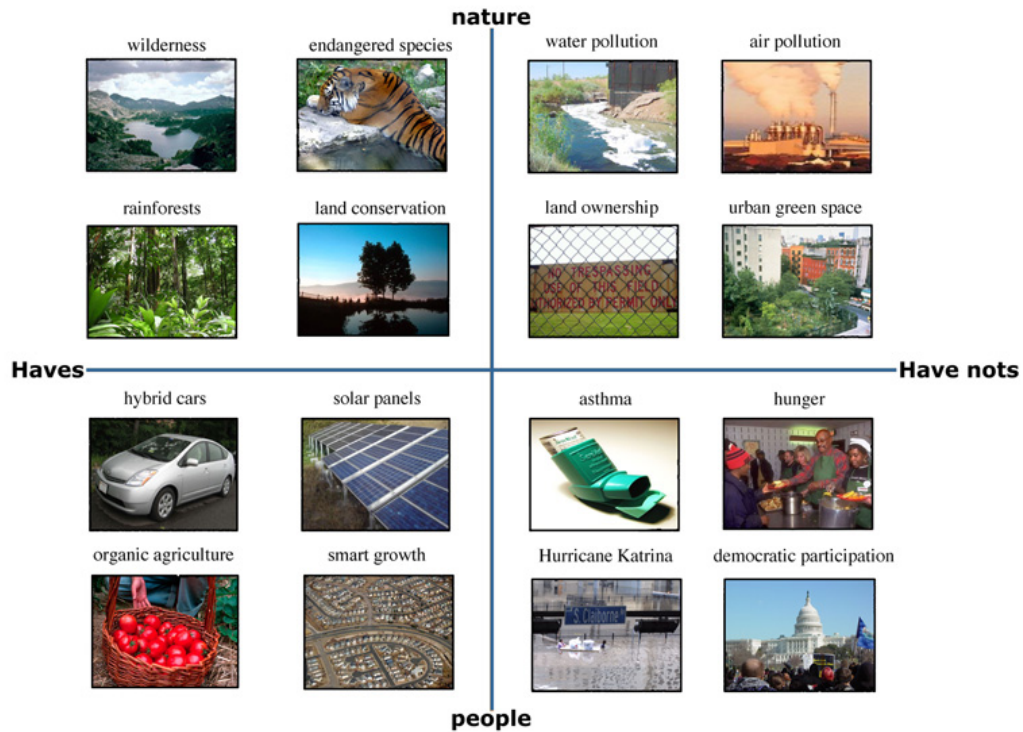 nature
wilderness
endangered species
water pollution
air pollution
rainforests
land conservation
land ownership
urban green space
NO TRESPASSING
USE OF THIS FIELD
AUTHORIZED BY PERMIT ONLY
Haves
Have nots
hybrid cars
solar panels
asthma
hunger
organic agriculture
smart growth
Hurricane Katrina
democratic participation
S. Claiborne
people